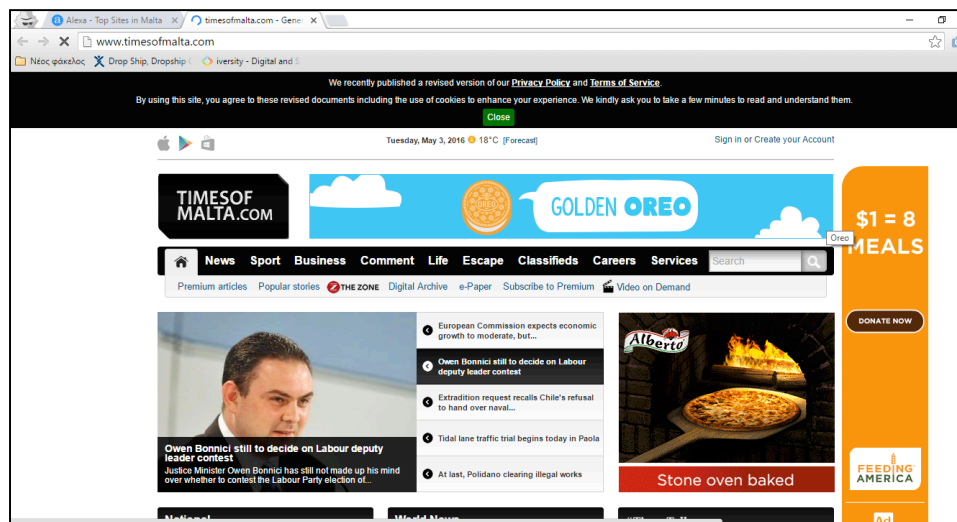 Alexa - Top Sites in Malta
timesofmalta.com - Gene
www.timesofmalta.com
Νέος φάκελος
Drop Ship, Dropship
iversity - Digital and S
We recently published a revised version of our Privacy Policy and Terms of Service.
By using this site, you agree to these revised documents including the use of cookies to enhance your experience. We kindly ask you to take a few minutes to read and understand them.
Close
Tuesday, May 3, 2016 18°C [Forecast]
Sign in or Create your Account
TIMESOF
MALTA.COM
OREO
GOLDEN OREO
Oreo
$1 = 8
MEALS
News Sport Business Comment Life Escape Classifieds Careers Services Search
Premium articles Popular stories THE ZONE Digital Archive e-Paper Subscribe to Premium Video on Demand
DONATE NOW
European Commission expects economic
growth to moderate, but...
Owen Bonnici still to decide on Labour
deputy leader contest
Extradition request recalls Chile's refusal
to hand over naval...
Tidal lane traffic trial begins today in Paola
At last, Polidano clearing illegal works
Owen Bonnici still to decide on Labour deputy
leader contest
Justice Minister Owen Bonnici has still not made up his mind
over whether to contest the Labour Party election of...
Alberto
Stone oven baked
FEEDING
AMERICA
Ad
National
World News